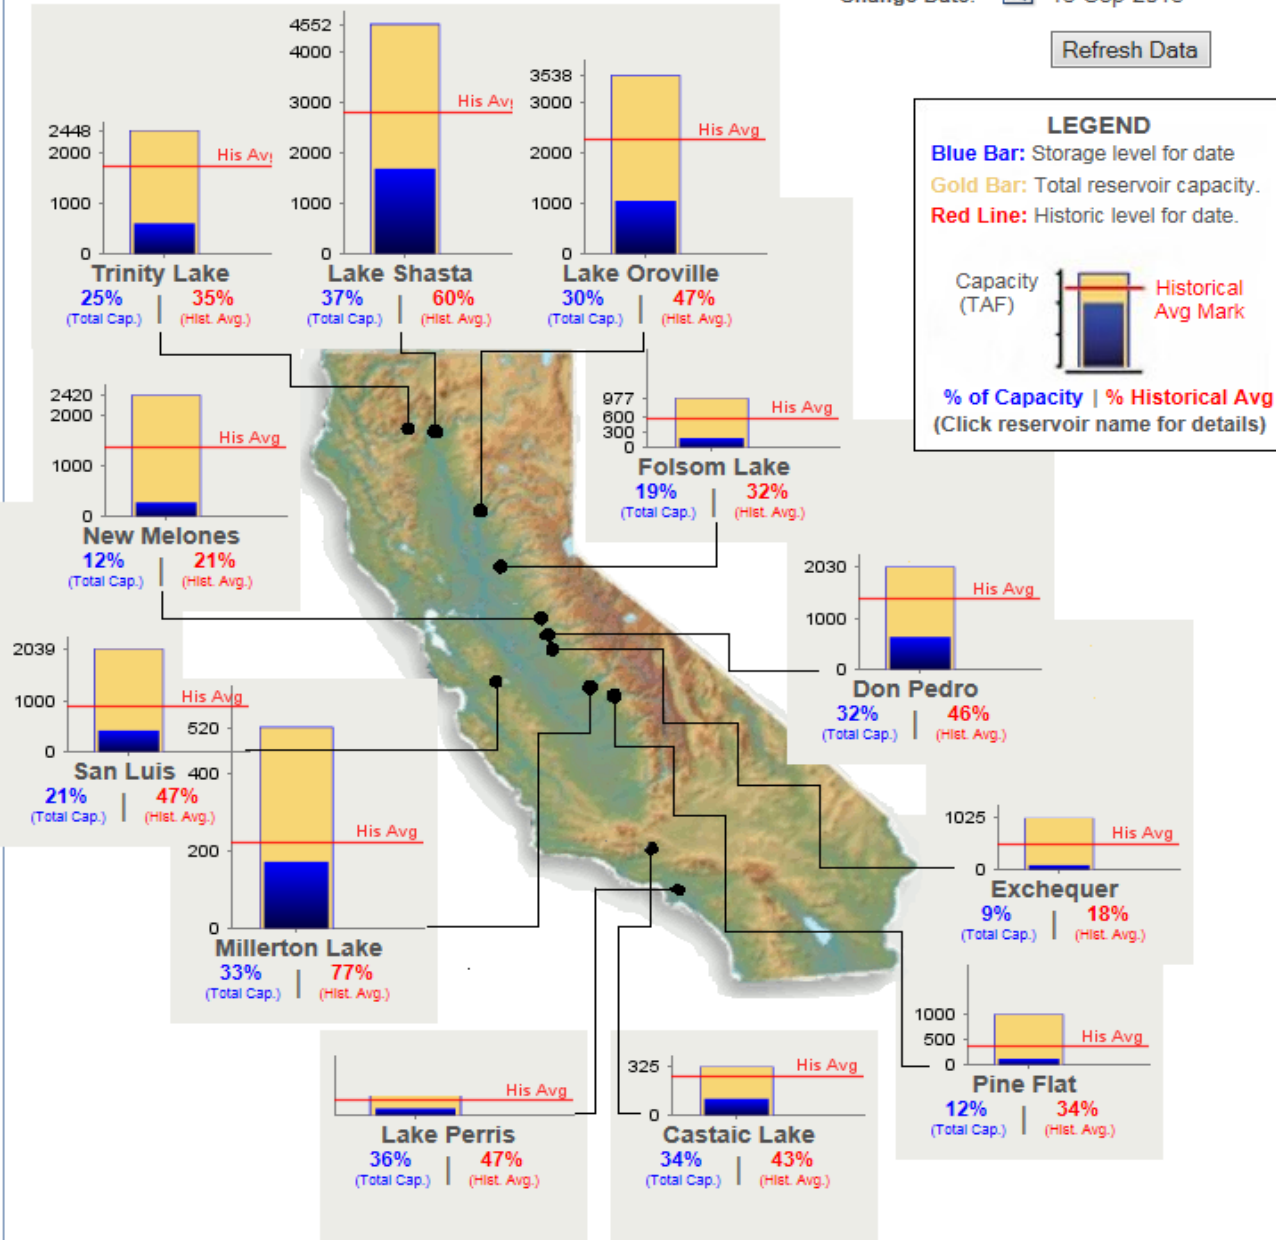 Refresh Data
LEGEND
Blue Bar: Storage level for date
Gold Bar: Total reservoir capacity.
Red Line: Historic level for date.
Capacity
(TAF)
Historical
Avg Mark
% of Capacity | % Historical Avg
(Click reservoir name for details)
2448
2000
1000
0
His Avg
Trinity Lake
25% | 35%
(Total Cap.) (Hist. Avg.)
4552
4000
3000
2000
1000
0
His Avg
Lake Shasta
37% | 60%
(Total Cap.) (Hist. Avg.)
3538
3000
2000
1000
0
His Avg
Lake Oroville
30% | 47%
(Total Cap.) (Hist. Avg.)
2420
2000
1000
0
His Avg
New Melones
12% | 21%
(Total Cap.) (Hist. Avg.)
977
600
300
0
His Avg
Folsom Lake
19% | 32%
(Total Cap.) (Hist. Avg.)
2030
1000
0
His Avg
Don Pedro
32% | 46%
(Total Cap.) (Hist. Avg.)
2039
1000
0
His Avg
San Luis
21% | 47%
(Total Cap.) (Hist. Avg.)
520
400
200
0
His Avg
Millerton Lake
33% | 77%
(Total Cap.) (Hist. Avg.)
1025
0
His Avg
Exchequer
9% | 18%
(Total Cap.) (Hist. Avg.)
1000
500
0
His Avg
Pine Flat
12% | 34%
(Total Cap.) (Hist. Avg.)
His Avg
Lake Perris
36% | 47%
(Total Cap.) (Hist. Avg.)
325
0
His Avg
Castaic Lake
34% | 43%
(Total Cap.) (Hist. Avg.)